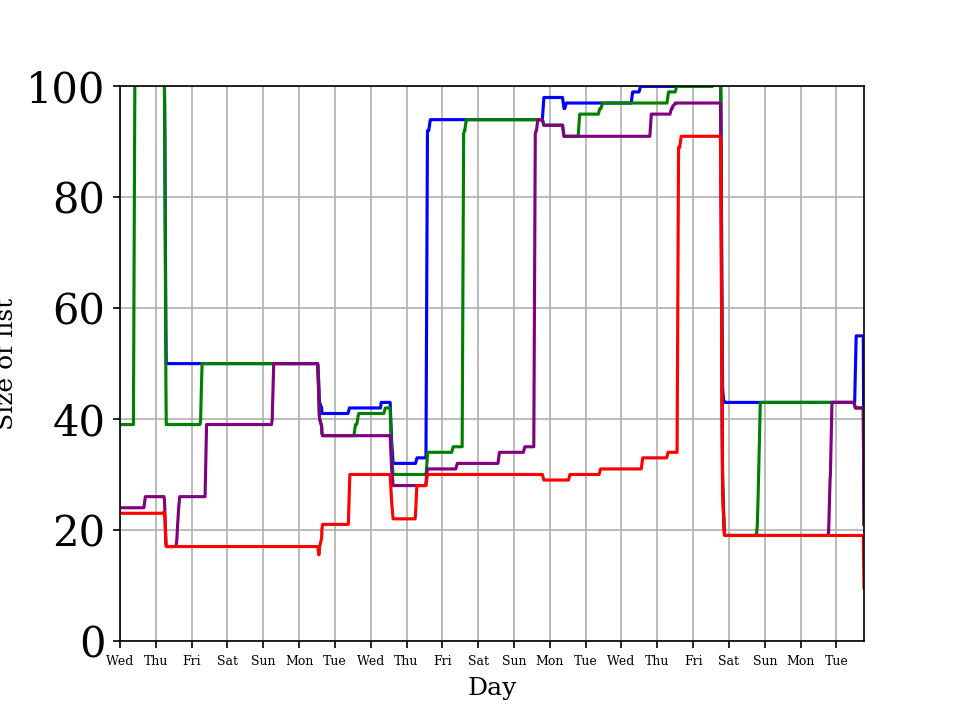 100
80
60
40
20
0
Size of list
Wed Thu Fri Sat Sun Mon Tue Wed Thu Fri Sat Sun Mon Tue Wed Thu Fri Sat Sun Mon Tue
Day